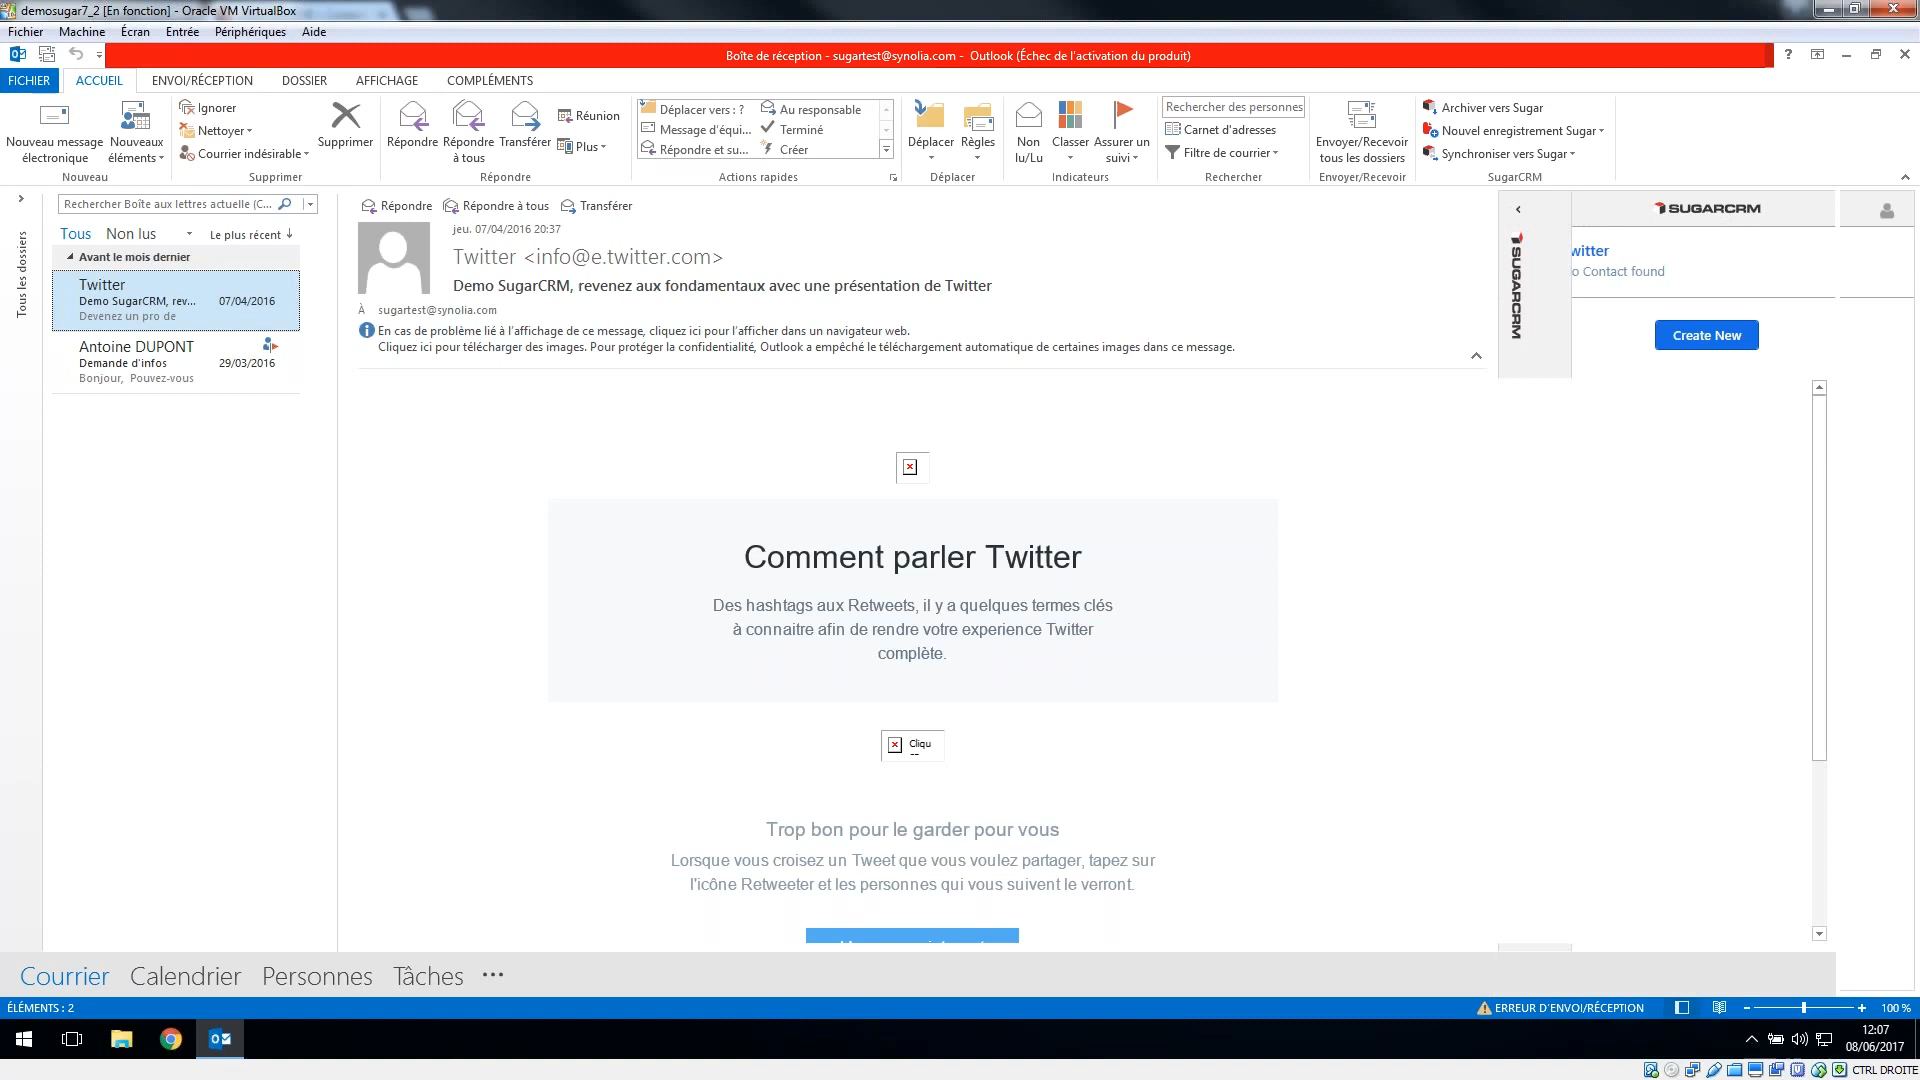 demosugar7_2 [En fonction] - Oracle VM VirtualBox
Fichier Machine Écran Entrée Périphériques Aide
Boîte de réception - sugartest@synolia.com - Outlook (Échec de l'activation du produit)
FICHIER ACCUEIL ENVOI/RÉCEPTION DOSSIER AFFICHAGE COMPLÉMENTS
Nouveau message électronique
Nouveaux éléments
Nouveau
Ignorer
Nettoyer
Courrier indésirable
Supprimer
Supprimer
Répondre
Répondre à tous
Transférer
Réunion
Plus
Répondre
Déplacer vers : ?
Message d'équi...
Répondre et su...
Au responsable
Terminé
Créer
Actions rapides
Déplacer
Règles
Déplacer
Non lu/Lu
Classer
Assurer un suivi
Indicateurs
Rechercher des personnes
Carnet d'adresses
Filtre de courrier
Rechercher
Envoyer/Recevoir tous les dossiers
Envoyer/Recevoir
Archiver vers Sugar
Nouvel enregistrement Sugar
Synchroniser vers Sugar
SugarCRM
Tous les dossiers
Rechercher Boîte aux lettres actuelle (C...
Tous Non lus Le plus récent
Avant le mois dernier
Twitter
Demo SugarCRM, rev... 07/04/2016
Devenez un pro de
Antoine DUPONT
Demande d'infos 29/03/2016
Bonjour, Pouvez-vous
Répondre Répondre à tous Transférer
jeu. 07/04/2016 20:37
Twitter <info@e.twitter.com>
Demo SugarCRM, revenez aux fondamentaux avec une présentation de Twitter
À sugartest@synolia.com
En cas de problème lié à l'affichage de ce message, cliquez ici pour l'afficher dans un navigateur web.
Cliquez ici pour télécharger des images. Pour protéger la confidentialité, Outlook a empêché le téléchargement automatique de certaines images dans ce message.
SUGARCRM
SUGARCRM
witter
o Contact found
Create New
Comment parler Twitter
Des hashtags aux Retweets, il y a quelques termes clés
à connaitre afin de rendre votre experience Twitter
complète.
Cliqu
Trop bon pour le garder pour vous
Lorsque vous croisez un Tweet que vous voulez partager, tapez sur
l'icône Retweeter et les personnes qui vous suivent le verront.
Courrier Calendrier Personnes Tâches ...
ÉLÉMENTS : 2
ERREUR D'ENVOI/RÉCEPTION
100 %
12:07
08/06/2017
CTRL DROITE